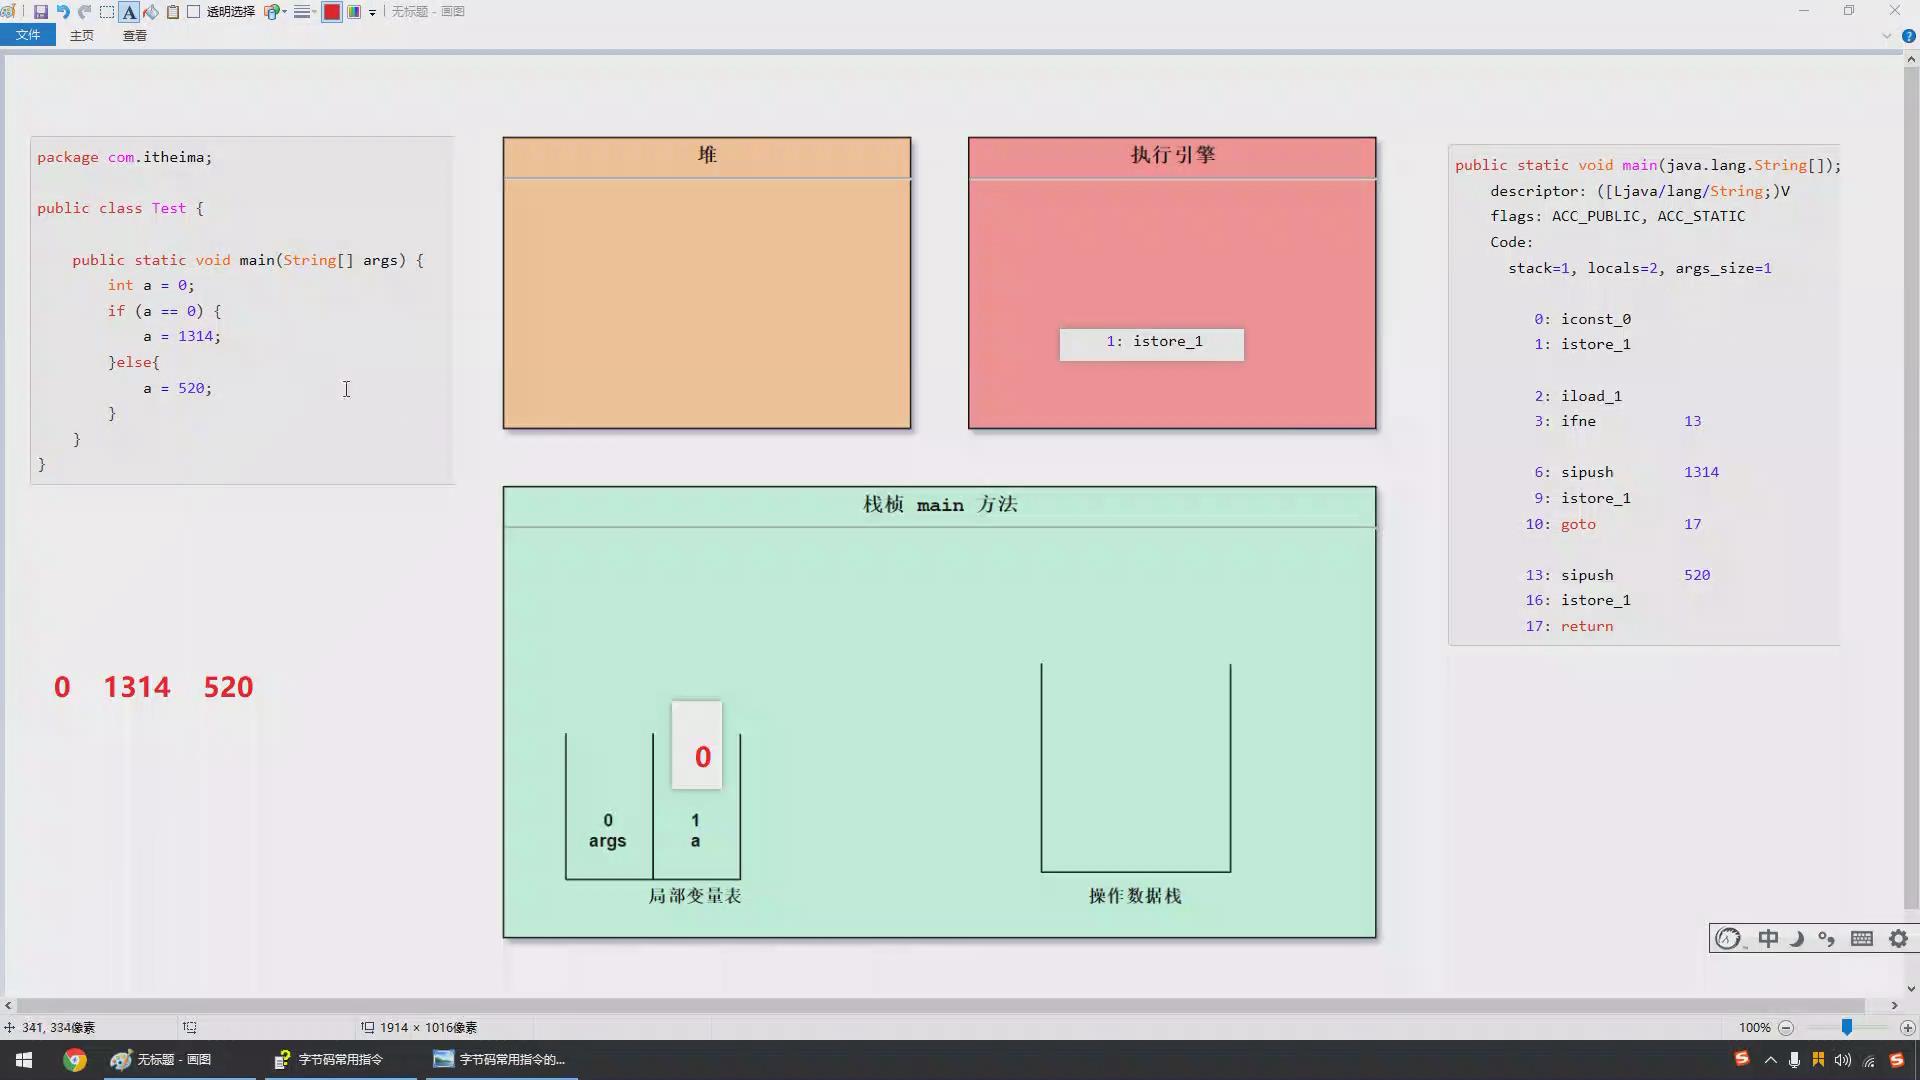 A 透明选择 无标题 - 画图
文件 主页 查看
package com.itheima;
public class Test {
public static void main(String[] args) {
int a = 0;
if (a == 0) {
a = 1314;
}else{
a = 520;
}
}
}
0 1314 520
堆
执行引擎
1: istore_1
栈桢 main 方法
0
0
args
1
a
局部变量表
操作数据栈
public static void main(java.lang.String[]);
descriptor: ([Ljava/lang/String;)V
flags: ACC_PUBLIC, ACC_STATIC
Code:
stack=1, locals=2, args_size=1
0: iconst_0
1: istore_1
2: iload_1
3: ifne 13
6: sipush 1314
9: istore_1
10: goto 17
13: sipush 520
16: istore_1
17: return
中
341, 334像素 1914 × 1016像素 100%
无标题 - 画图 字节码常用指令 字节码常用指令的...